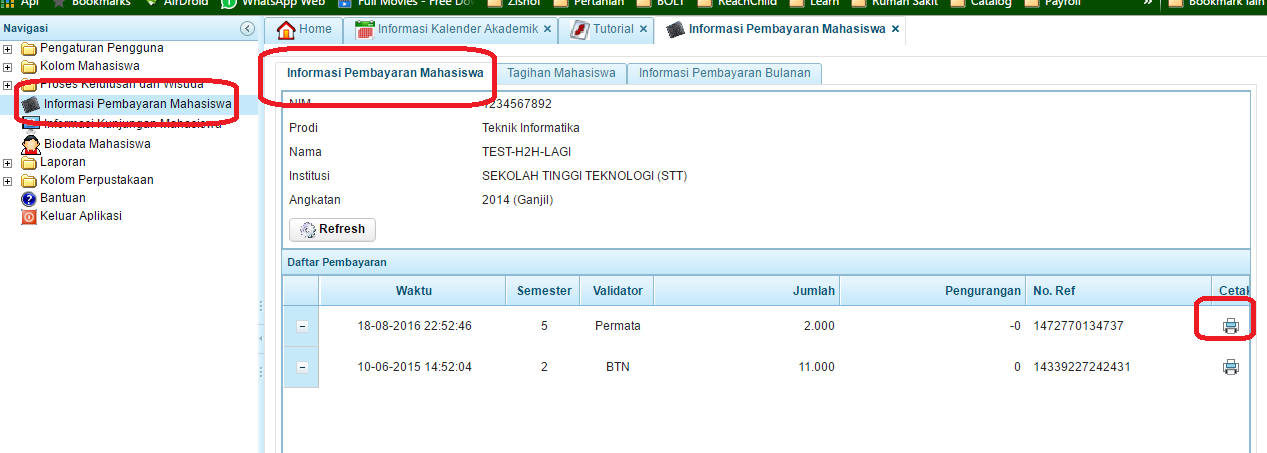 Api Bookmarks AirDroid WhatsApp Web Full Movies - Free Do Zishof Pertanian BOLT ReachChild Learn Rumah Sakit Catalog Payroll » Bookmark lain
Navigasi
Pengaturan Pengguna
Kolom Mahasiswa
Proses Kelulusan dan Wisuda
Informasi Pembayaran Mahasiswa
Informasi Kunjungan Mahasiswa
Biodata Mahasiswa
Laporan
Kolom Perpustakaan
Bantuan
Keluar Aplikasi
Home Informasi Kalender Akademik × Tutorial × Informasi Pembayaran Mahasiswa ×
Informasi Pembayaran Mahasiswa Tagihan Mahasiswa Informasi Pembayaran Bulanan
NIM 1234567892
Prodi Teknik Informatika
Nama TEST-H2H-LAGI
Institusi SEKOLAH TINGGI TEKNOLOGI (STT)
Angkatan 2014 (Ganjil)
Refresh
Daftar Pembayaran
Waktu Semester Validator Jumlah Pengurangan No. Ref Cetak
18-08-2016 22:52:46 5 Permata 2.000 -0 1472770134737
10-06-2015 14:52:04 2 BTN 11.000 0 14339227242431